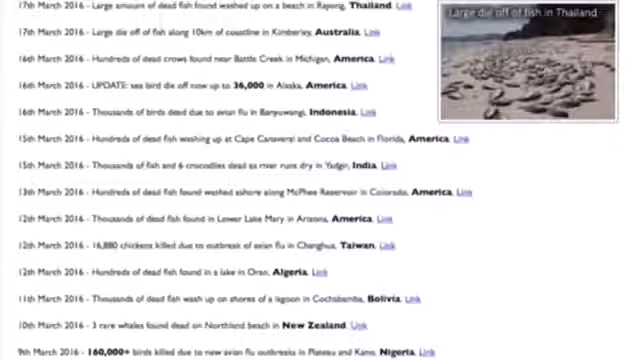 17th March 2016 - Large amount of dead fish found washed up on a beach in Rayong, Thailand. Link
Large die off of fish in Thailand
17th March 2016 - Large die off of fish along 10km of coastline in Kimberley, Australia. Link
16th March 2016 - Hundreds of dead crows found near Battle Creek in Michigan, America. Link
16th March 2016 - UPDATE: sea bird die off now up to 36,000 in Alaska, America. Link
16th March 2016 - Thousands of birds dead due to avian flu in Banyuwangi, Indonesia. Link
15th March 2016 - Hundreds of dead fish washing up at Cape Canaveral and Cocoa Beach in Florida, America. Link
15th March 2016 - Thousands of fish and 6 crocodiles dead as river runs dry in Yadgir, India. Link
13th March 2016 - Hundreds of dead fish found washed ashore along McPhee Reservoir in Colorado, America. Link
12th March 2016 - Thousands of dead fish found in Lower Lake Mary in Arizona, America. Link
12th March 2016 - 16,880 chickens killed due to outbreak of avian flu in Changhua, Taiwan. Link
12th March 2016 - Hundreds of dead fish found in a lake in Oran, Algeria. Link
11th March 2016 - Thousands of dead fish wash up on shores of a lagoon in Cochabamba, Bolivia. Link
10th March 2016 - 3 rare whales found dead on Northland beach in New Zealand. Link
9th March 2016 - 160,000+ birds killed due to new avian flu outbreaks in Plateau and Kano, Nigeria. Link